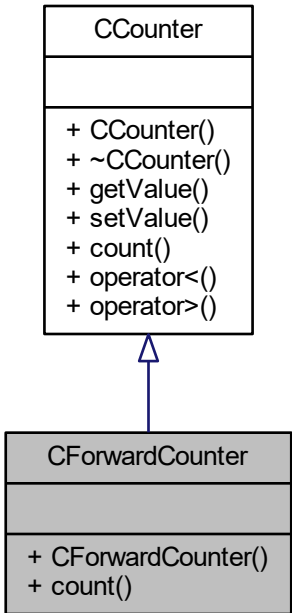 CCounter
+ CCounter()
+ ~CCounter()
+ getValue()
+ setValue()
+ count()
+ operator<()
+ operator>()
CForwardCounter
+ CForwardCounter()
+ count()